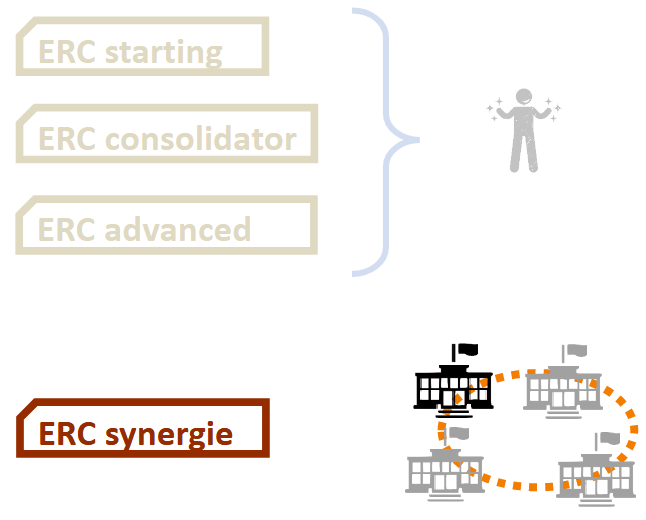 ERC starting
ERC consolidator
ERC advanced
ERC synergie